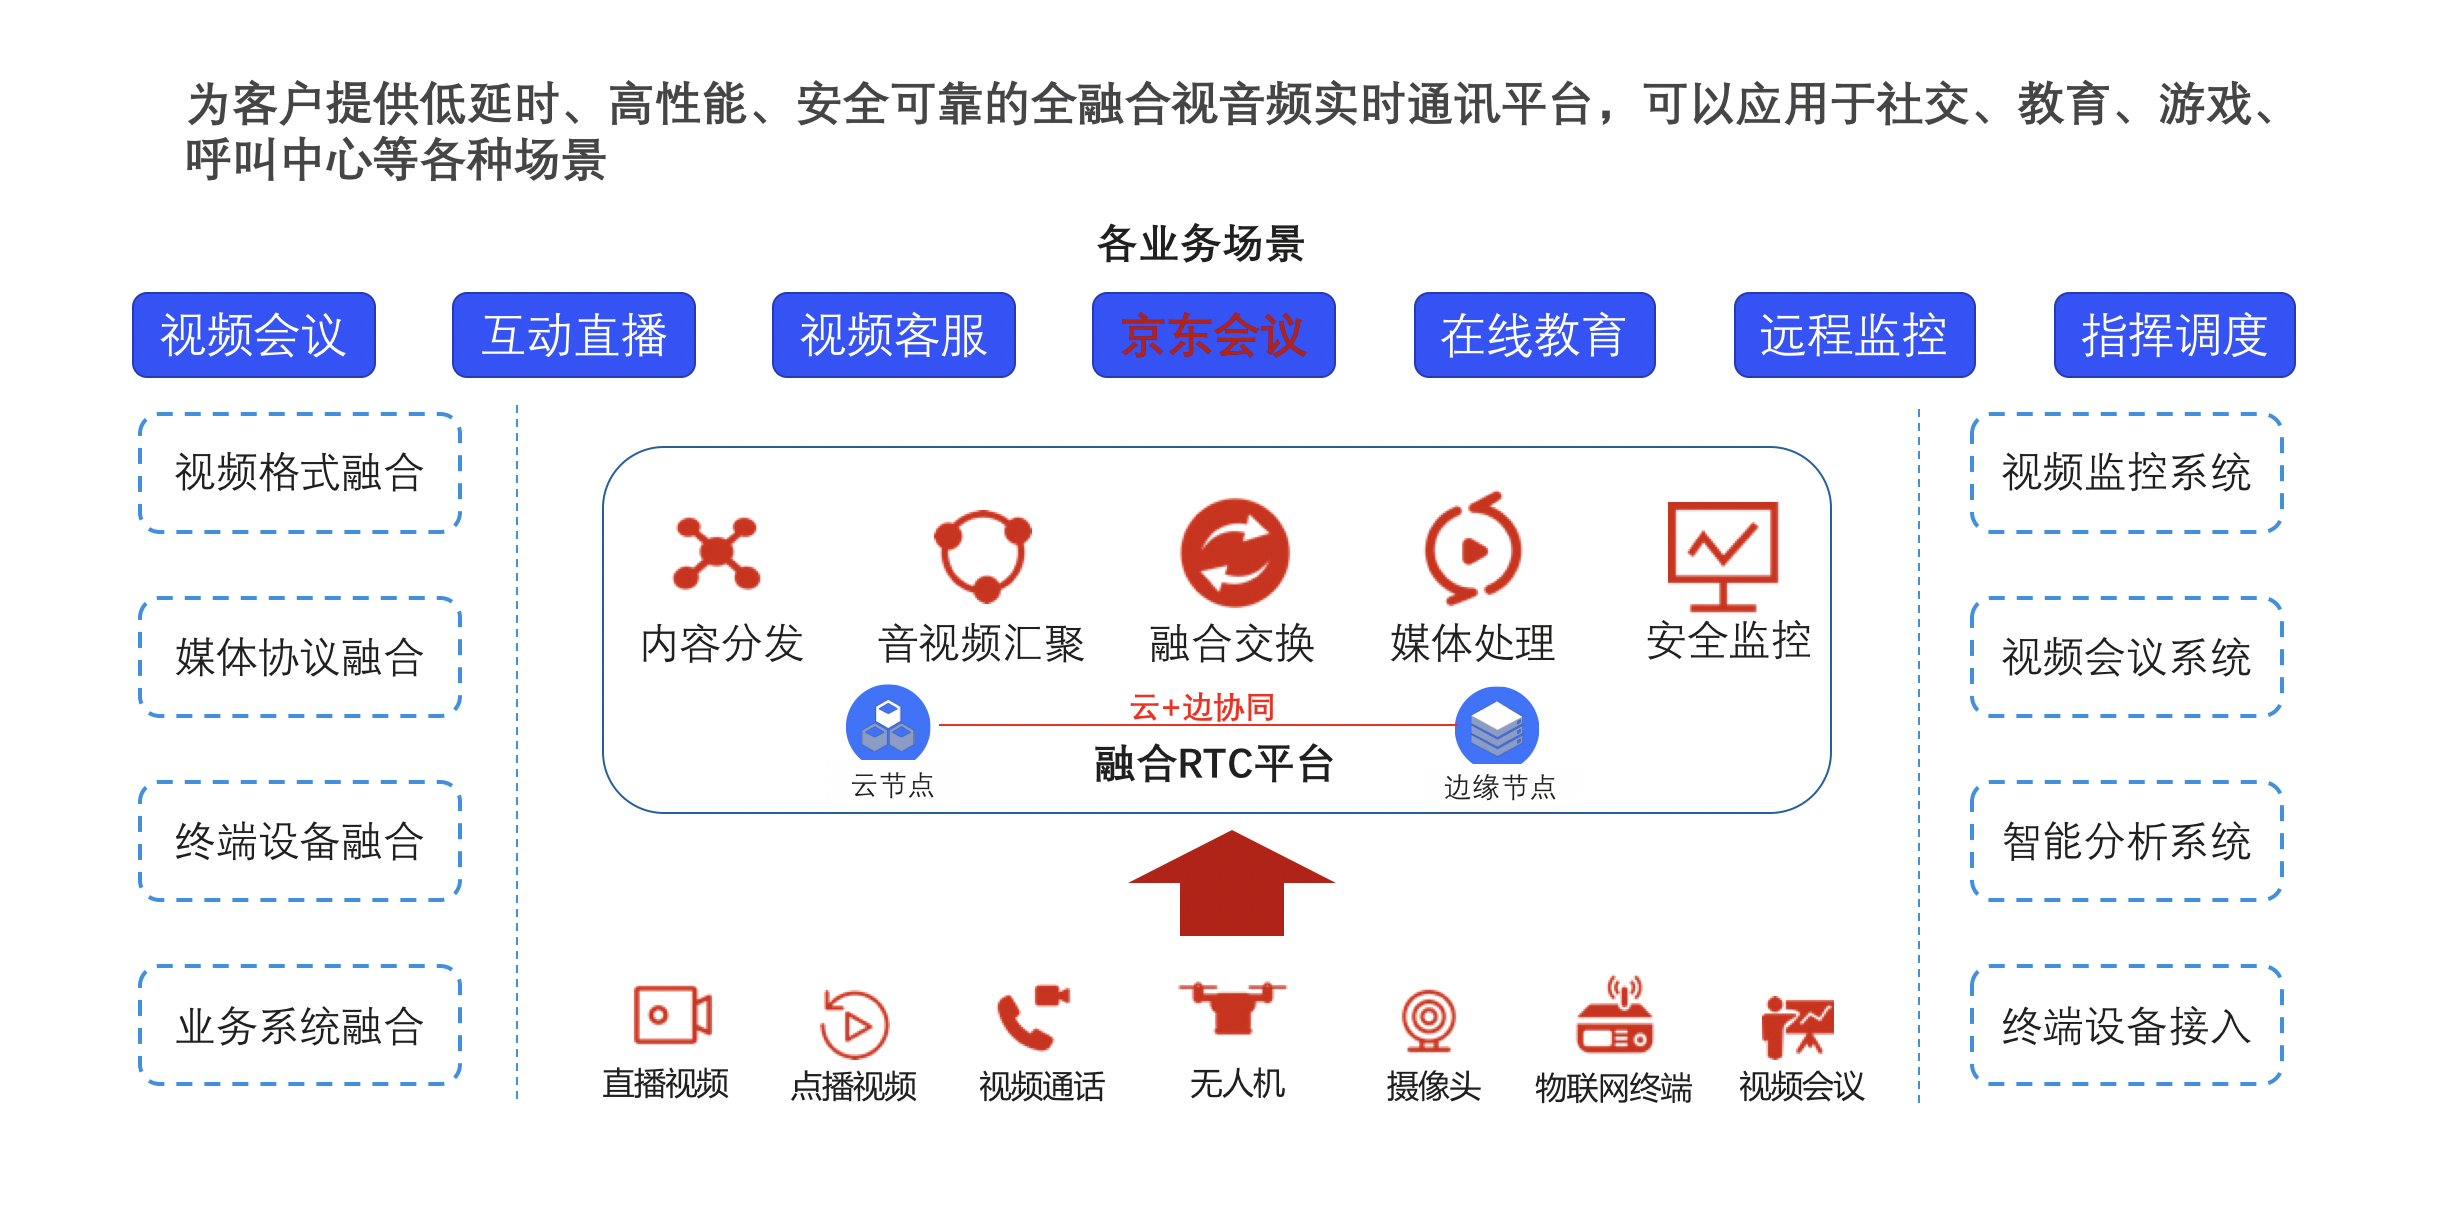 为客户提供低延时、高性能、安全可靠的全融合视音频实时通讯平台，可以应用于社交、教育、游戏、
呼叫中心等各种场景
各业务场景
视频会议
互动直播
视频客服
京东会议
在线教育
远程监控
指挥调度
视频格式融合
媒体协议融合
终端设备融合
业务系统融合
内容分发
音视频汇聚
融合交换
媒体处理
安全监控
云+边协同
融合RTC平台
云节点
边缘节点
直播视频
点播视频
视频通话
无人机
摄像头
物联网终端
视频会议
视频监控系统
视频会议系统
智能分析系统
终端设备接入